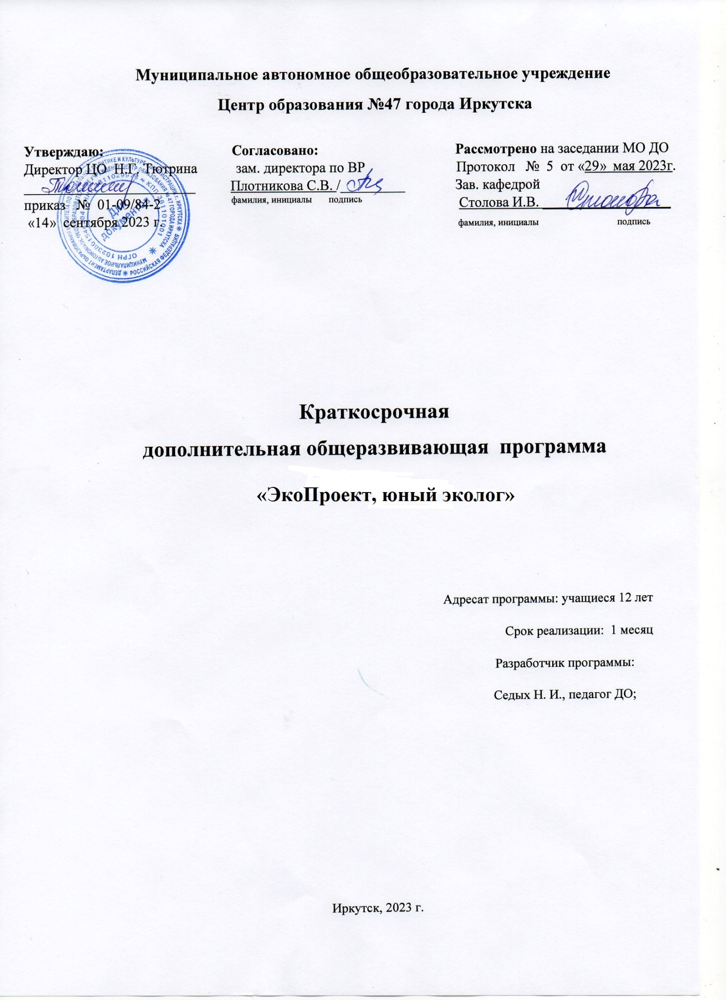 Муниципальное автономное общеобразовательное учреждение
Центр образования №47 города Иркутска
Утверждаю:
Директор ЦО Н.Г. Тютрина
приказ № 01-09/84-2
«14» сентября 2023 г.
Согласовано:
зам. директора по ВР
Плотникова С.В. /
фамилия, инициалы подпись
Рассмотрено на заседании МО ДО
Протокол № 5 от «29» мая 2023г.
Зав. кафедрой
Столова И.В.
фамилия, инициалы подпись
Для
документов
Краткосрочная
дополнительная общеразвивающая программа
«ЭкоПроект, юный эколог»
Адресат программы: учащиеся 12 лет
Срок реализации: 1 месяц
Разработчик программы:
Седых Н. И., педагог ДО;
Иркутск, 2023 г.